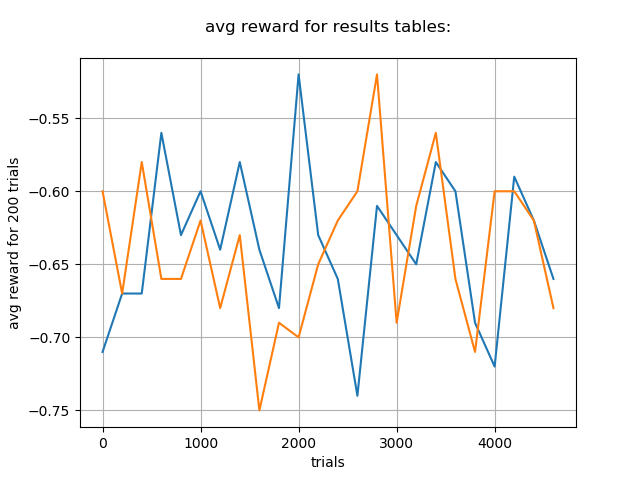 avg reward for results tables:
avg reward for 200 trials
−0.55
−0.60
−0.65
−0.70
−0.75
0 1000 2000 3000 4000
trials